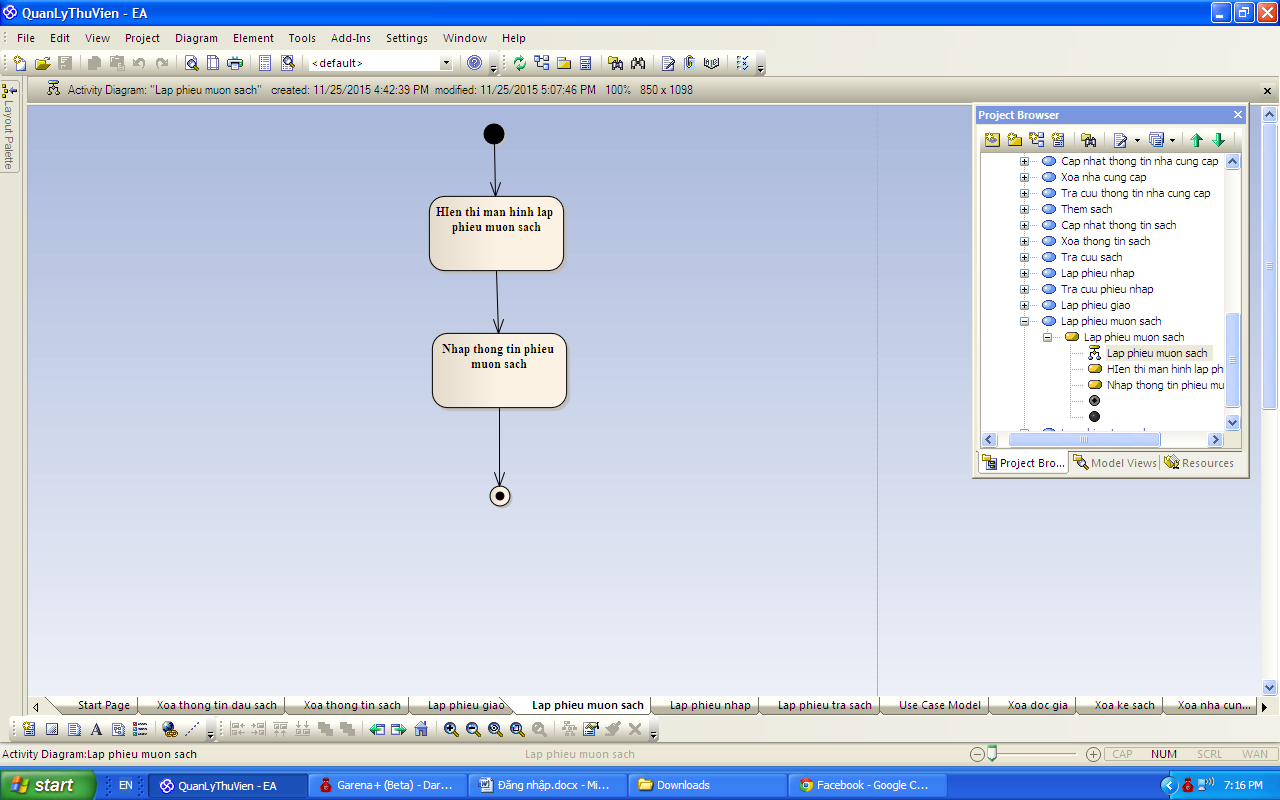 QuanLyThuVien - EA
File Edit View Project Diagram Element Tools Add-Ins Settings Window Help
<default>
Activity Diagram: "Lap phieu muon sach" created: 11/25/2015 4:42:39 PM modified: 11/25/2015 5:07:46 PM 100% 850 x 1098
Layout Palette
HIen thi man hinh lap
phieu muon sach
Nhap thong tin phieu
muon sach
Project Browser
Cap nhat thong tin nha cung cap
Xoa nha cung cap
Tra cuu thong tin nha cung cap
Them sach
Cap nhat thong tin sach
Xoa thong tin sach
Tra cuu sach
Lap phieu nhap
Tra cuu phieu nhap
Lap phieu giao
Lap phieu muon sach
Lap phieu muon sach
Lap phieu muon sach
HIen thi man hinh lap ph
Nhap thong tin phieu mu
Project Bro... Model Views Resources
Start Page Xoa thong tin dau sach Xoa thong tin sach Lap phieu giao Lap phieu muon sach Lap phieu nhap Lap phieu tra sach Use Case Model Xoa doc gia Xoa ke sach Xoa nha cun...
A
Activity Diagram:Lap phieu muon sach Lap phieu muon sach CAP NUM SCRL WAN
start EN QuanLyThuVien - EA Garena+ (Beta) - Dar... Đăng nhập.docx - Mi... Downloads Facebook - Google C... 7:16 PM